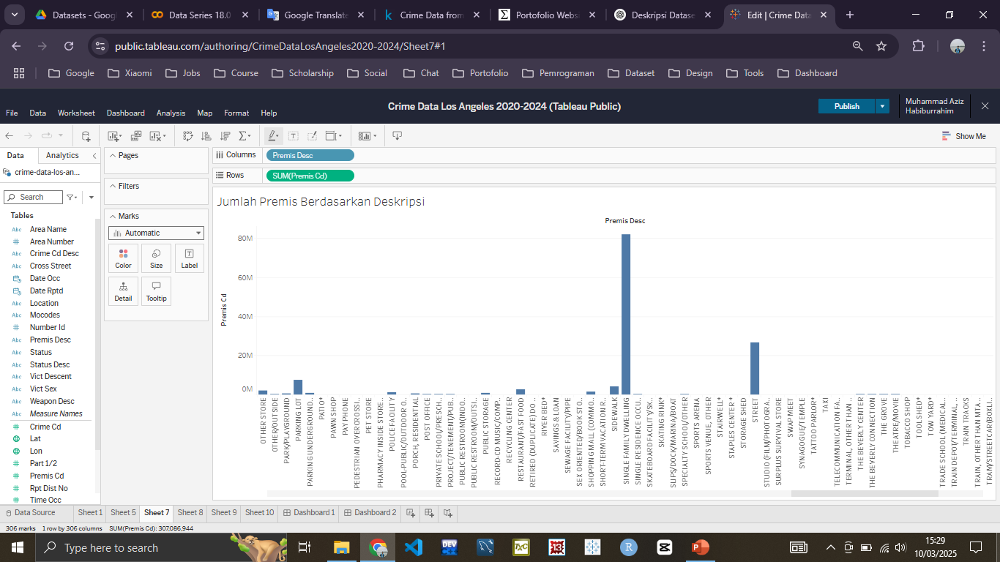 Datasets - Goog
Data Series 18.0
Google Translate
Crime Data from
Portofolio Websi
Deskripsi Datase
Edit | Crime Data
public.tableau.com/authoring/CrimeDataLosAngeles2020-2024/Sheet7#1
Google
Xiaomi
Jobs
Course
Scholarship
Social
Chat
Portofolio
Pemrograman
Dataset
Design
Tools
Dashboard
Crime Data Los Angeles 2020-2024 (Tableau Public)
Publish
Muhammad Aziz
Habiburrahim
File
Data
Worksheet
Dashboard
Analysis
Map
Format
Help
Show Me
Data
Analytics
crime-data-los-an...
Search
Tables
Abc Area Name
Area Number
Abc Crime Cd Desc
Abc Cross Street
Date Occ
Date Rptd
Abc Location
Abc Mocodes
Number Id
Abc Premis Desc
Abc Status
Abc Status Desc
Abc Vict Descent
Abc Vict Sex
Abc Weapon Desc
Abc Measure Names
Crime Cd
Lat
Lon
Part 1/2
Premis Cd
Rpt Dist No
Time Occ
Pages
Filters
Marks
Automatic
Color
Size
Label
Detail
Tooltip
Columns
Premis Desc
Rows
SUM(Premis Cd)
Jumlah Premis Berdasarkan Deskripsi
Premis Desc
80M
60M
40M
20M
0M
Premis Cd
OTHER STORE
OTHER/OUTSIDE
PARK/PLAYGROUND
PARKING LOT
PARKING UNDERGROUND..
PATIO*
PAWN SHOP
PAY PHONE
PEDESTRIAN OVERCROSSI..
PET STORE
PHARMACY INSIDE STORE..
POLICE FACILITY
POOL-PUBLIC/OUTDOOR O..
PORCH, RESIDENTIAL
POST OFFICE
PRIVATE SCHOOL/PRESCH..
PROJECT/TENEMENT/PUB..
PUBLIC RESTROOM(INDO..
PUBLIC RESTROOM/OUTSI..
PUBLIC STORAGE
RECORD-CD MUSIC/COMP..
RECYCLING CENTER
RESTAURANT/FAST FOOD
RETIRED (DUPLICATE) DO..
RIVER BED*
SAVINGS & LOAN
SEWAGE FACILITY/PIPE
SEX ORIENTED/BOOK STO..
SHOPPING MALL (COMMO..
SHORT-TERM VACATION R..
SIDEWALK
SINGLE FAMILY DWELLING
SINGLE RESIDENCE OCCU..
SKATEBOARD FACILITY/SK..
SKATING RINK*
SLIPS/DOCK/MARINA/BOAT
SPECIALTY SCHOOL/OTHER
SPORTS ARENA
SPORTS VENUE, OTHER
STAIRWELL*
STAPLES CENTER *
STORAGE SHED
STREET
STUDIO (FILM/PHOTOGRA..
SURPLUS SURVIVAL STORE
SWAP MEET
SYNAGOGUE/TEMPLE
TATTOO PARLOR*
TAXI
TELECOMMUNICATION FA..
TERMINAL, OTHER THAN ..
THE BEVERLY CENTER
THE BEVERLY CONNECTION
THE GROVE
THEATRE/MOVIE
TOBACCO SHOP
TOOL SHED*
TOW YARD*
TRADE SCHOOL (MEDICAL..
TRAIN DEPOT/TERMINAL, ..
TRAIN TRACKS
TRAIN, OTHER THAN MTA ..
TRAM/STREETCAR(BOXLI..
Data Source
Sheet 1
Sheet 5
Sheet 7
Sheet 8
Sheet 9
Sheet 10
Dashboard 1
Dashboard 2
306 marks
1 row by 306 columns
SUM(Premis Cd): 307,086,944
Type here to search
15:29
10/03/2025